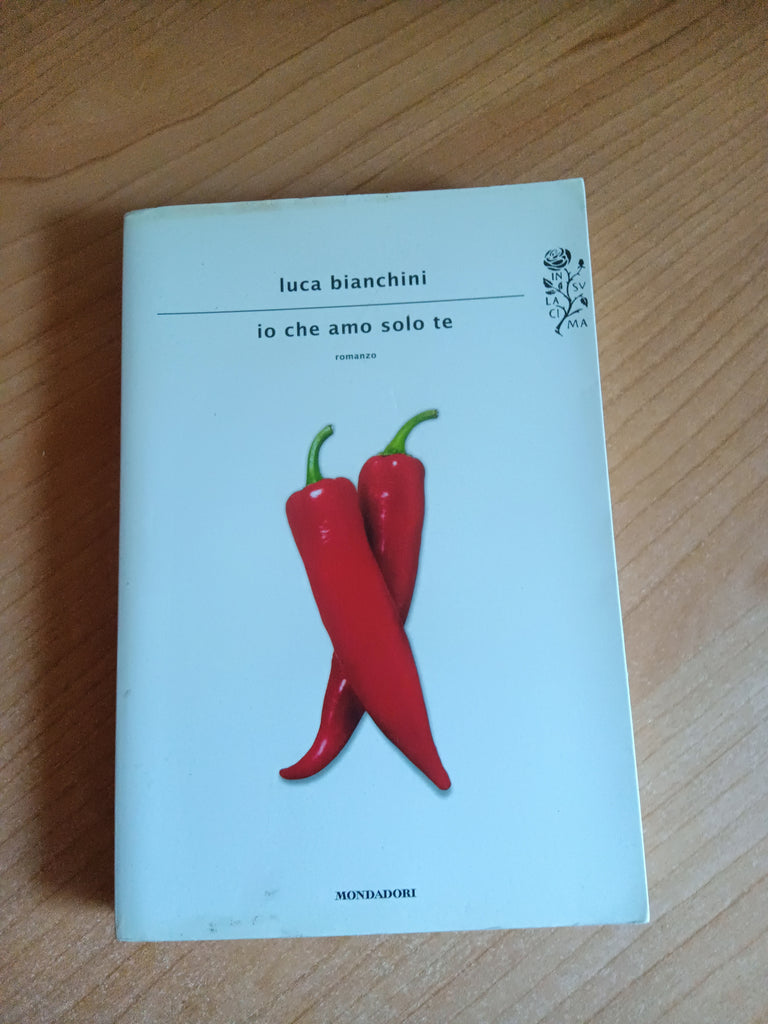 luca bianchini
io che amo solo te
romanzo
IN
SV
LA
CI
MA
MONDADORI